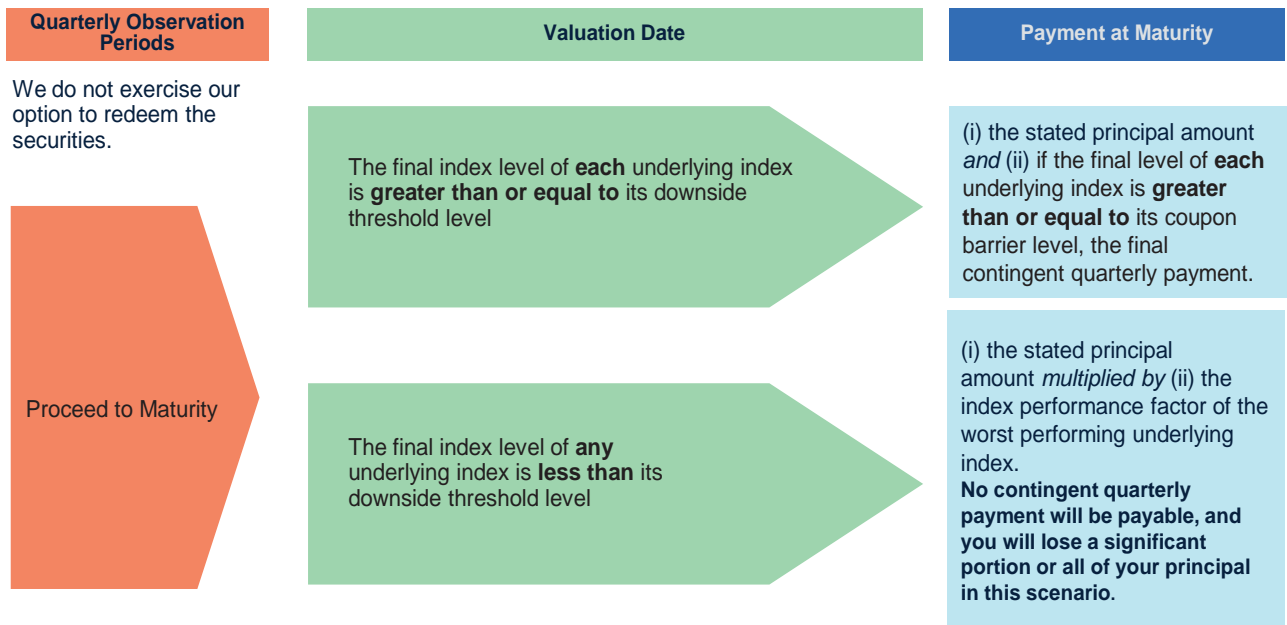 Quarterly Observation
Periods
We do not exercise our
option to redeem the
securities.
Proceed to Maturity
Valuation Date
The final index level of each underlying index
is greater than or equal to its downside
threshold level
The final index level of any
underlying index is less than its
downside threshold level
Payment at Maturity
(i) the stated principal amount
and (ii) if the final level of each
underlying index is greater
than or equal to its coupon
barrier level, the final
contingent quarterly payment.
(i) the stated principal
amount multiplied by (ii) the
index performance factor of the
worst performing underlying
index.
No contingent quarterly
payment will be payable, and
you will lose a significant
portion or all of your principal
in this scenario.